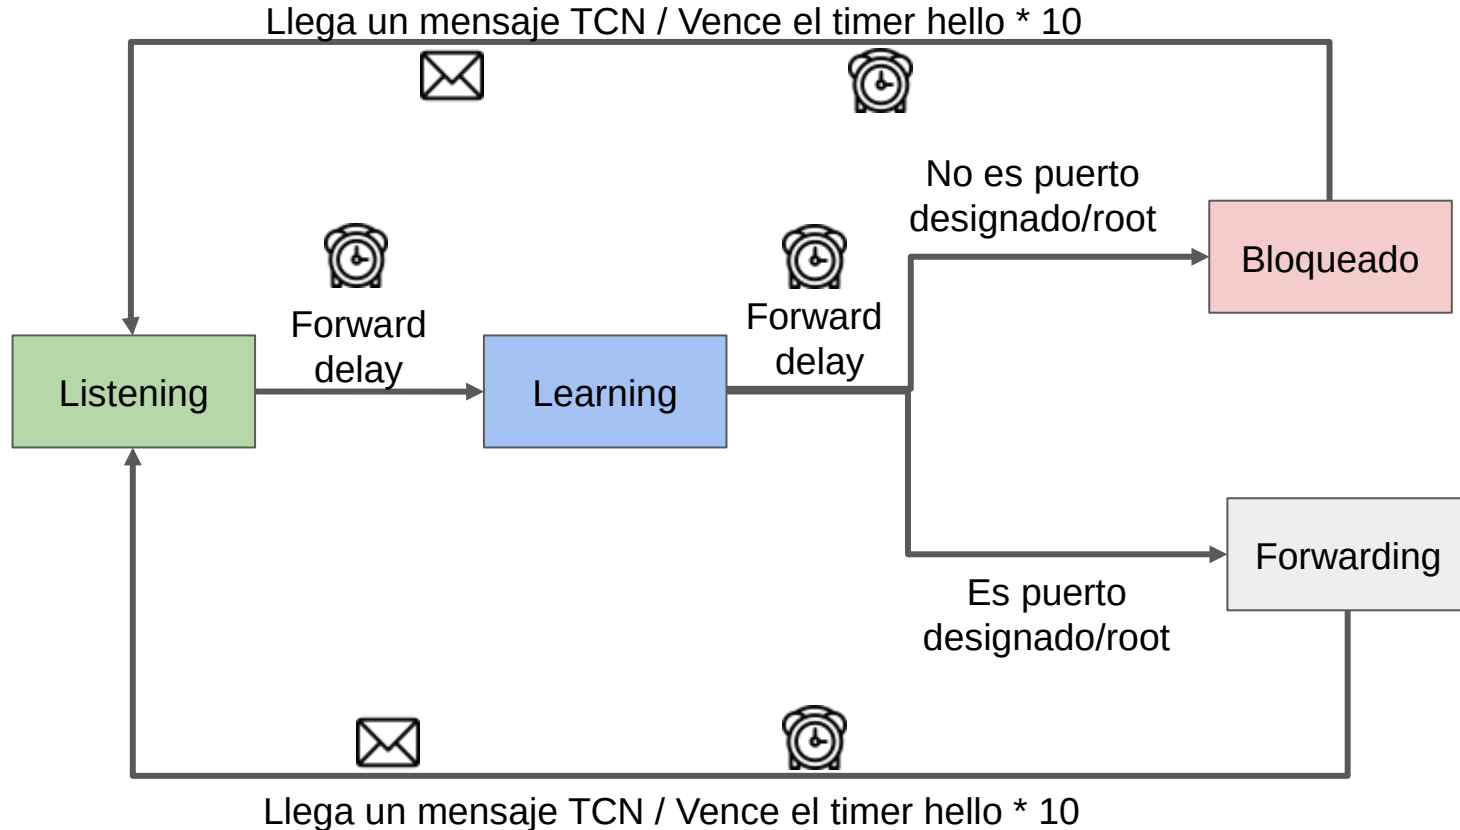 Llega un mensaje TCN / Vence el timer hello * 10
No es puerto
designado/root
Bloqueado
Forward
delay
Forward
delay
Listening
Learning
Forwarding
Es puerto
designado/root
Llega un mensaje TCN / Vence el timer hello * 10